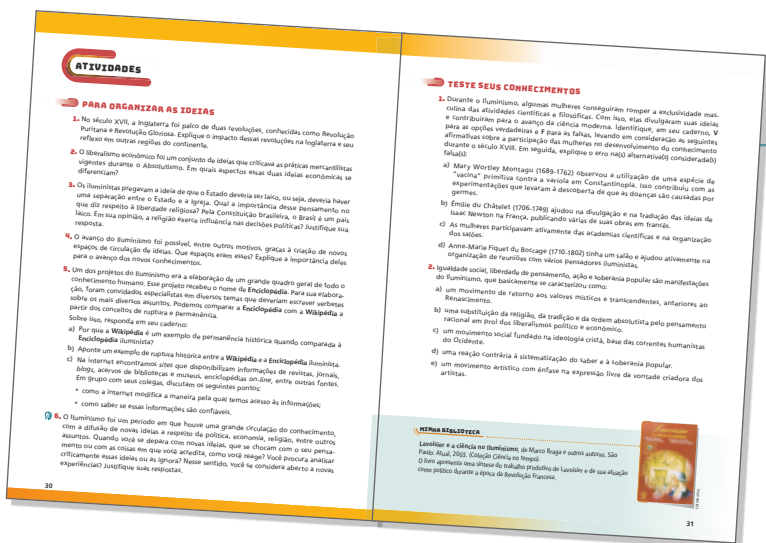 ATIVIDADES
PARA ORGANIZAR AS IDEIAS
1. No século XVII, a Inglaterra foi palco de duas revoluções, conhecidas como Revolução
Puritana e Revolução Gloriosa. Explique o impacto dessas revoluções na Inglaterra e seu
reflexo em outras regiões do continente.
2. O liberalismo econômico foi um conjunto de ideias que criticava as práticas mercantilistas
vigentes durante o Absolutismo. Em quais aspectos essas duas ideias econômicas se
diferenciam?
3. Os iluministas pregavam a ideia de que o Estado deveria ser laico, ou seja, deveria haver
uma separação entre o Estado e a Igreja. Qual a importância desse pensamento no
que diz respeito à liberdade religiosa? Pela Constituição brasileira, o Brasil é um país
laico. Em sua opinião, a religião exerce influência nas decisões políticas? Justifique sua
resposta.
4. O avanço do Iluminismo foi possível, entre outros motivos, graças à criação de novos
espaços de circulação de ideias. Que espaços eram esses? Explique a importância deles
para o avanço dos novos conhecimentos.
5. Um dos projetos do Iluminismo era a elaboração de um grande quadro geral de todo o
conhecimento humano. Esse projeto recebeu o nome de Enciclopédia. Para sua elabora-
ção, foram convidados especialistas em diversos temas que deveriam escrever verbetes
sobre os mais diversos assuntos. Podemos comparar a Enciclopédia com a Wikipédia a
partir dos conceitos de ruptura e permanência.
Sobre isso, responda em seu caderno:
a) Por que a Wikipédia é um exemplo de permanência histórica quando comparada à
Enciclopédia iluminista?
b) Aponte um exemplo de ruptura histórica entre a Wikipédia e a Enciclopédia iluminista.
c) Na internet encontramos sites que disponibilizam informações de revistas, jornais,
blogs, acervos de bibliotecas e museus, enciclopédias on-line, entre outras fontes.
Em grupo com seus colegas, discutam os seguintes pontos:
• como a internet modifica a maneira pela qual temos acesso às informações;
• como saber se essas informações são confiáveis.
6. O Iluminismo foi um período em que houve uma grande circulação do conhecimento,
com a difusão de novas ideias a respeito de política, economia, religião, entre outros
assuntos. Quando você se depara com novas ideias, que se chocam com o seu pensa-
mento ou com as coisas em que você acredita, como você reage? Você procura analisar
criticamente essas ideias ou as ignora? Nesse sentido, você se considera aberto a novas
experiências? Justifique suas respostas.
30
TESTE SEUS CONHECIMENTOS
1. Durante o Iluminismo, algumas mulheres conseguiram romper a exclusividade mas-
culina das atividades científicas e filosóficas. Com isso, elas divulgaram suas ideias
e contribuíram para o avanço da ciência moderna. Identifique, em seu caderno, V
para as opções verdadeiras e F para as falsas, levando em consideração as seguintes
afirmativas sobre a participação das mulheres no desenvolvimento do conhecimento
durante o século XVIII. Em seguida, explique o erro na(s) alternativa(s) considerada(s)
falsa(s):
a) Mary Wortley Montagu (1689-1762) observou a utilização de uma espécie de
"vacina" primitiva contra a varíola em Constantinopla. Isso contribuiu com as
experimentações que levaram à descoberta de que as doenças são causadas por
germes.
b) Émilie du Châtelet (1706-1749) ajudou na divulgação e na tradução das ideias de
Isaac Newton na França, publicando várias de suas obras em francês.
c) As mulheres participavam ativamente das academias científicas e na organização
dos salões.
d) Anne-Marie Fiquet du Boccage (1710-1802) tinha um salão e ajudou ativamente na
organização de reuniões com vários pensadores iluministas.
2. Igualdade social, liberdade de pensamento, ação e soberania popular são manifestações
do Iluminismo, que basicamente se caracterizou como:
a) um movimento de retorno aos valores místicos e transcendentes, anteriores ao
Renascimento.
b) uma substituição da religião, da tradição e da ordem absolutista pelo pensamento
racional em prol dos liberalismos político e econômico.
c) um movimento social fundado na ideologia cristã, base das correntes humanistas
do Ocidente.
d) uma reação contrária à sistematização do saber e à soberania popular.
e) um movimento artístico com ênfase na expressão livre da vontade criadora dos
artistas.
MINHA BIBLIOTECA
Lavoisier e a ciência no Iluminismo, de Marco Braga e outros autores. São
Paulo: Atual, 2003. (Coleção Ciência no tempo).
O livro apresenta uma síntese do trabalho produtivo de Lavoisier e de sua atuação
como político durante a época da Revolução Francesa.
31